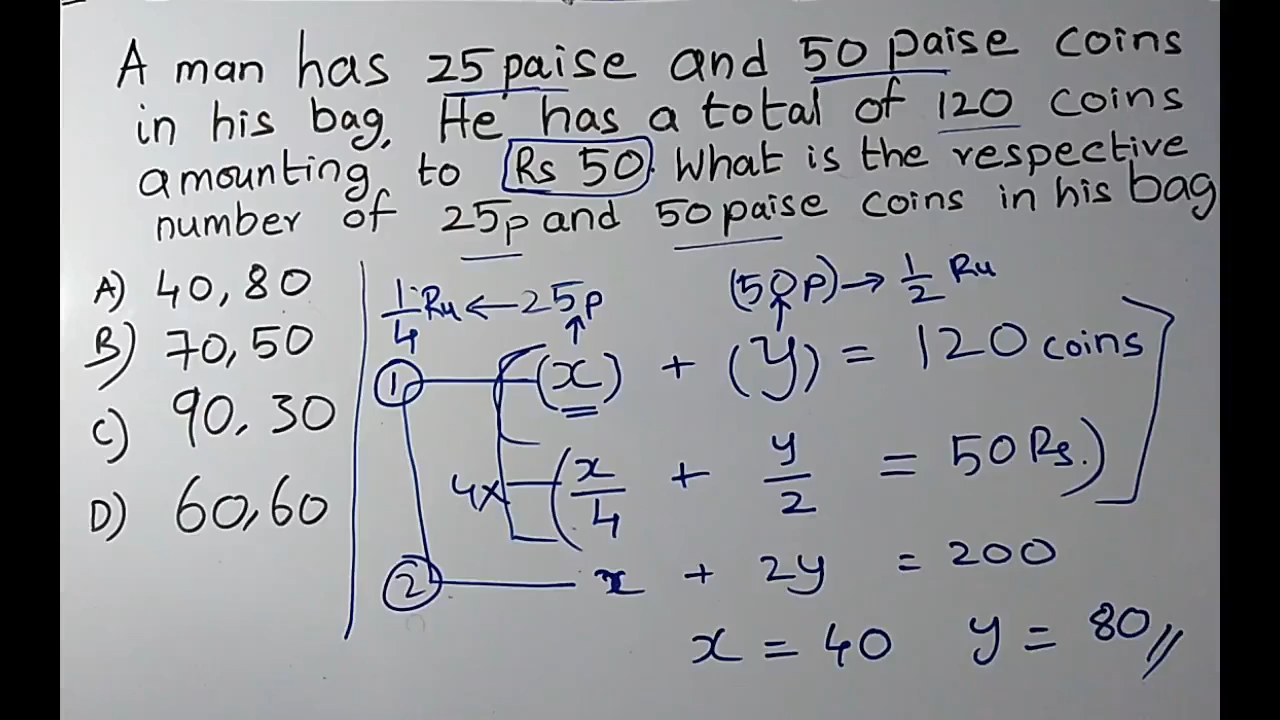 A man has 25 paise and 50 paise coins
in his bag, He has a total of 120 coins
amounting to Rs 50. What is the respective
number of 25p and 50 paise coins in his bag
A) 40, 80
B) 70, 50
C) 90, 30
D) 60, 60
1/4 Ru ← 25p (50p) → 1/2 Ru
① (x) + (y) = 120 coins
4x (x/4 + y/2 = 50 Rs.)
② x + 2y = 200
x = 40 y = 80 //